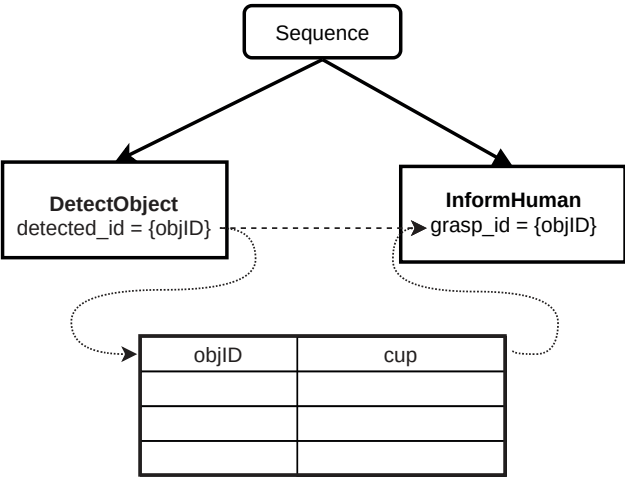 Sequence
DetectObject
detected_id = {objID}
InformHuman
grasp_id = {objID}
objID cup